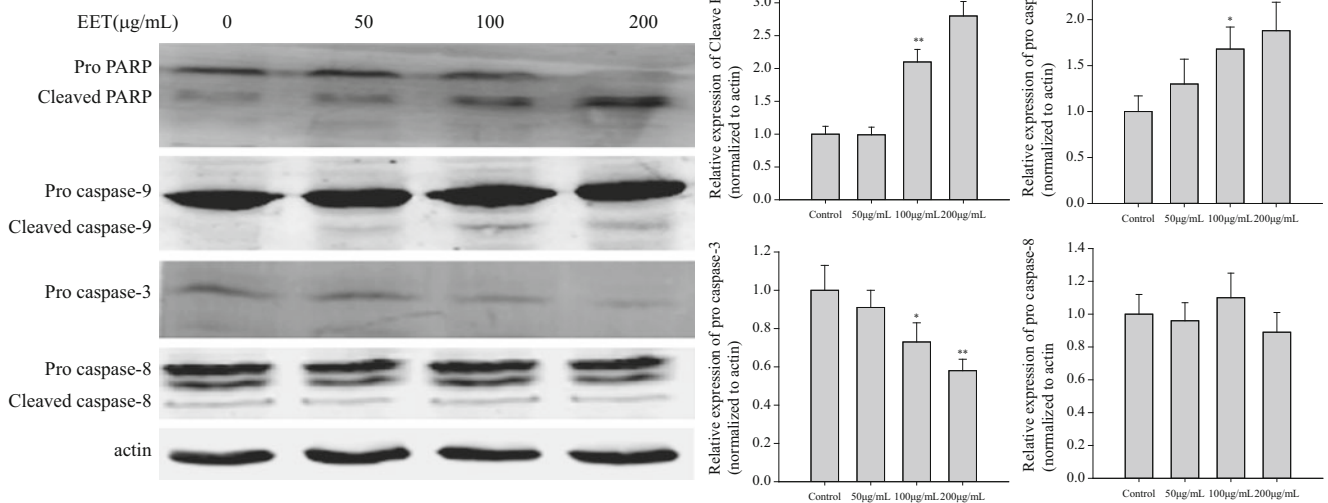 EET(μg/mL) 0 50 100 200
Pro PARP
Cleaved PARP
Pro caspase-9
Cleaved caspase-9
Pro caspase-3
Pro caspase-8
Cleaved caspase-8
actin
Relative expression of Cleave
(normalized to actin)
3.0
2.5
2.0
1.5
1.0
0.5
0.0
**
Control 50μg/mL 100μg/mL 200μg/mL
Relative expression of pro
(normalized to actin)
2.0
1.5
1.0
0.5
0.0
*
Control 50μg/mL 100μg/mL 200μg/mL
Relative expression of pro caspase-3
(normalized to actin)
1.2
1.0
0.8
0.6
0.4
0.2
0.0
*
**
Control 50μg/mL 100μg/mL 200μg/mL
Relative expression of pro caspase-8
(normalized to actin
1.4
1.2
1.0
0.8
0.6
0.4
0.2
0.0
Control 50μg/mL 100μg/mL 200μg/mL